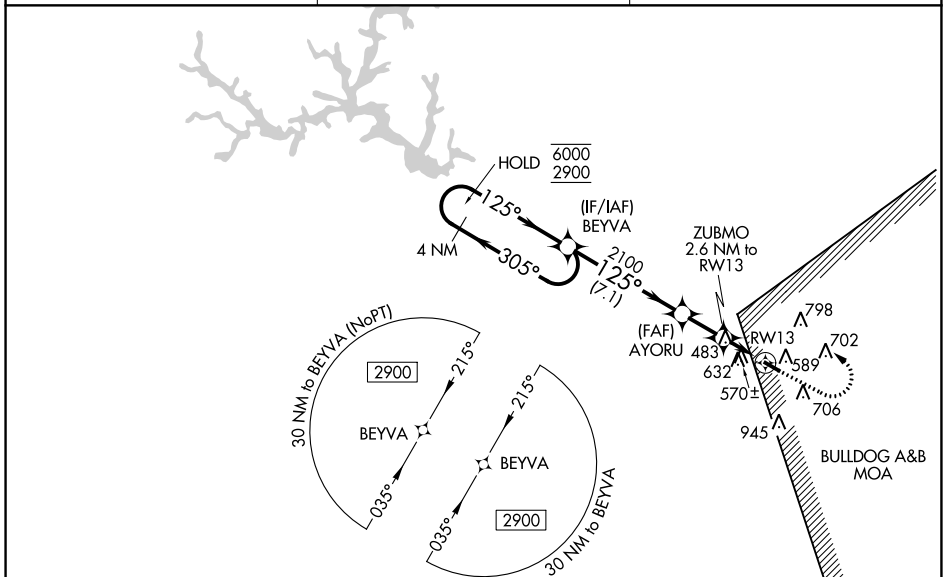 HOLD 6000
2900
125°
(IF/IAF)
BEYVA
4 NM
305°
2100
125°
(7.1)
ZUBMO
2.6 NM to
RW13
(FAF)
AYORU
483
RW13
798
702
589
632
570±
706
945
BULLDOG A&B
MOA
30 NM to BEYVA (NoPT)
2900
215°
BEYVA
035°
215°
BEYVA
035°
2900
30 NM to BEYVA